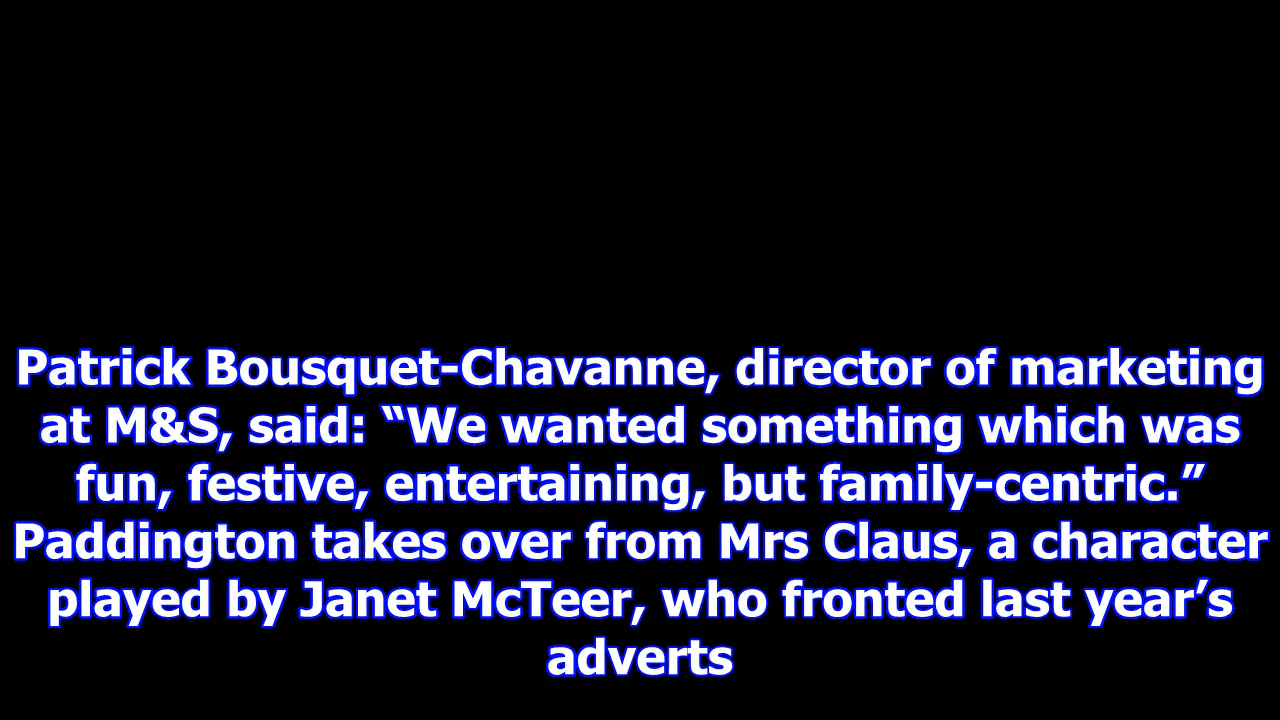 Patrick Bousquet-Chavanne, director of marketing
at M&S, said: “We wanted something which was
fun, festive, entertaining, but family-centric.”
Paddington takes over from Mrs Claus, a character
played by Janet McTeer, who fronted last year’s
adverts